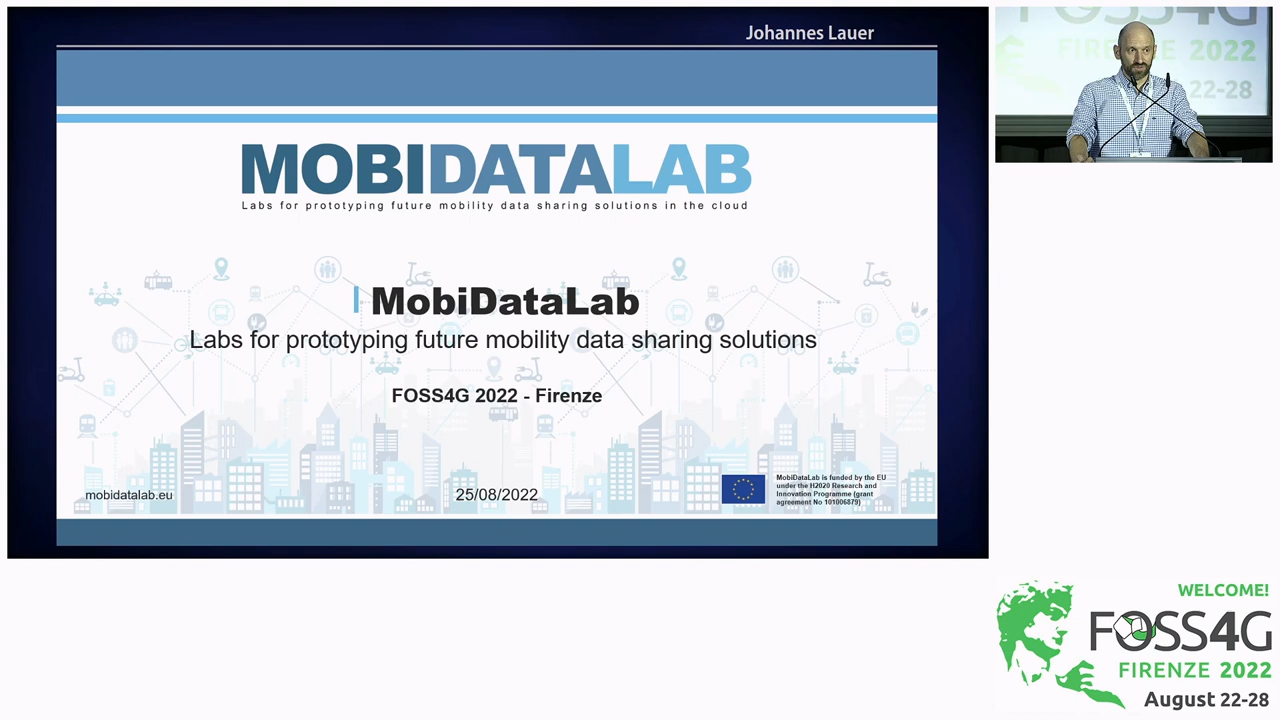 Johannes Lauer
MOBIDATALAB
Labs for prototyping future mobility data sharing solutions in the cloud
MobiDataLab
Labs for prototyping future mobility data sharing solutions
FOSS4G 2022 - Firenze
mobidatalab.eu
25/08/2022
MobiDataLab is funded by the EU
under the H2020 Research and
Innovation Programme (grant
agreement No 101006879)
FOSS4G
FIRENZE 2022
22-28
WELCOME!
FOSS4G
FIRENZE 2022
August 22-28